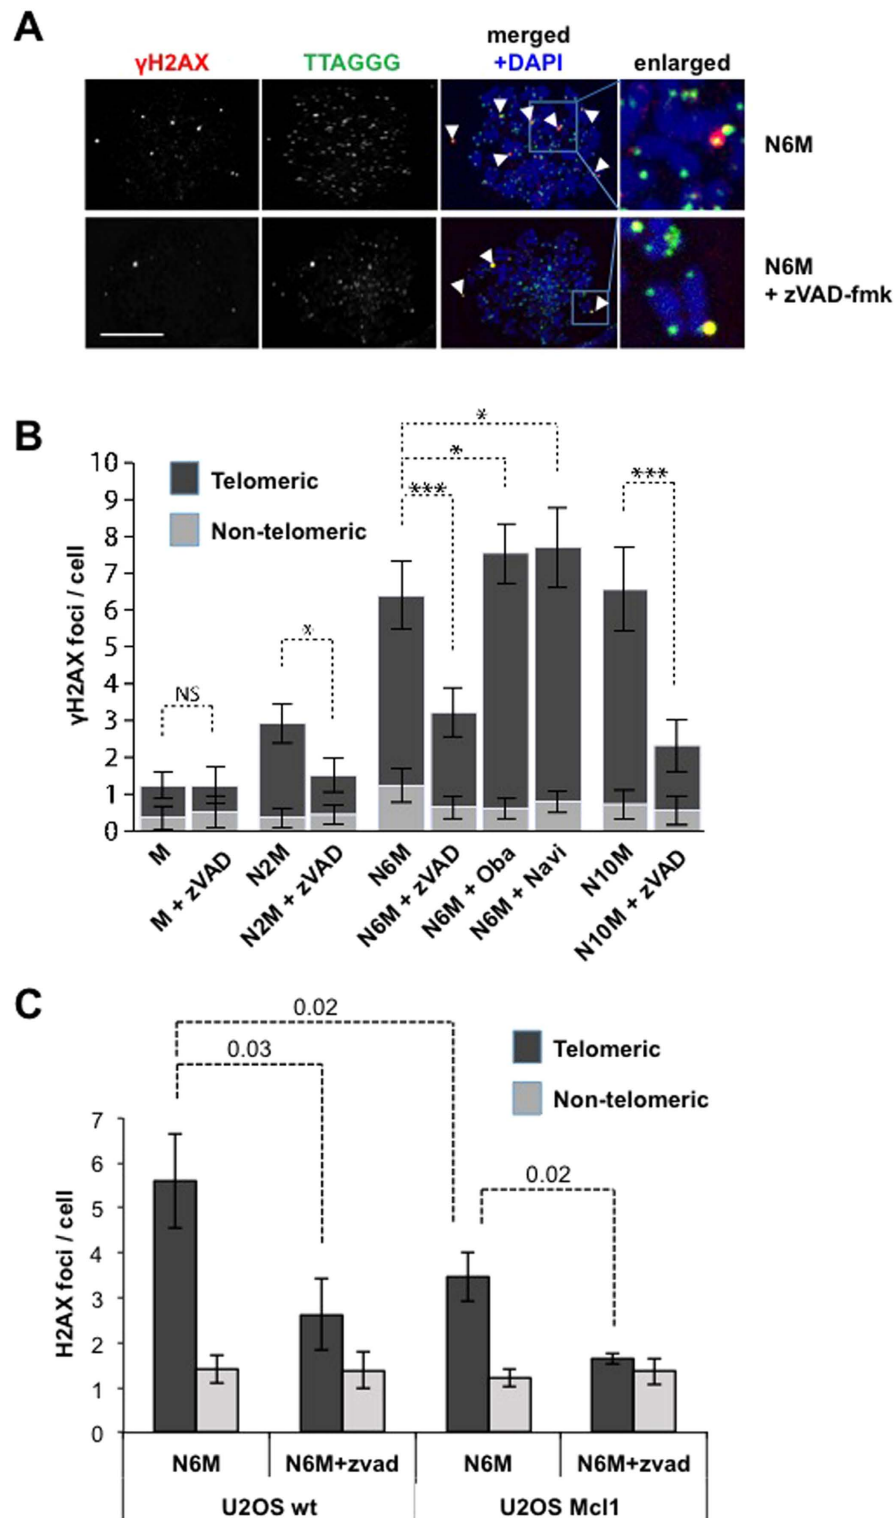 A
γH2AX TTAGGG merged +DAPI enlarged
N6M
N6M + zVAD-fmk
B
10
9
8
7
6
5
4
3
2
1
0
γH2AX foci / cell
Telomeric
Non-telomeric
NS
*
***
*
*
***
M
M + zVAD
N2M
N2M + zVAD
N6M
N6M + zVAD
N6M + Oba
N6M + Navi
N10M
N10M + zVAD
C
0.02
0.03
0.02
Telomeric
Non-telomeric
7
6
5
4
3
2
1
0
H2AX foci / cell
N6M N6M+zvad N6M N6M+zvad
U2OS wt U2OS Mcl1